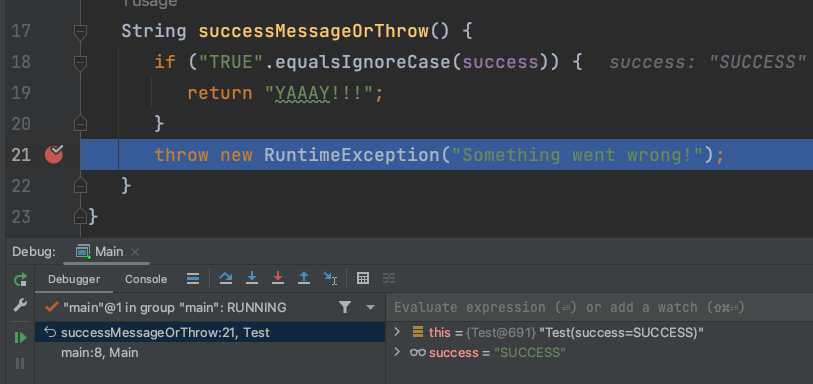 1 usage
17 String successMessageOrThrow() {
18 if ("TRUE".equalsIgnoreCase(success)) { success: "SUCCESS"
19 return "YAAAY!!!";
20 }
21 throw new RuntimeException("Something went wrong!");
22 }
23 }
Debug: Main
Debugger Console
"main"@1 in group "main": RUNNING
Evaluate expression (⏎) or add a watch (⇧⌘⏎)
successMessageOrThrow:21, Test
this = {Test@691} "Test(success=SUCCESS)"
main:8, Main
success = "SUCCESS"